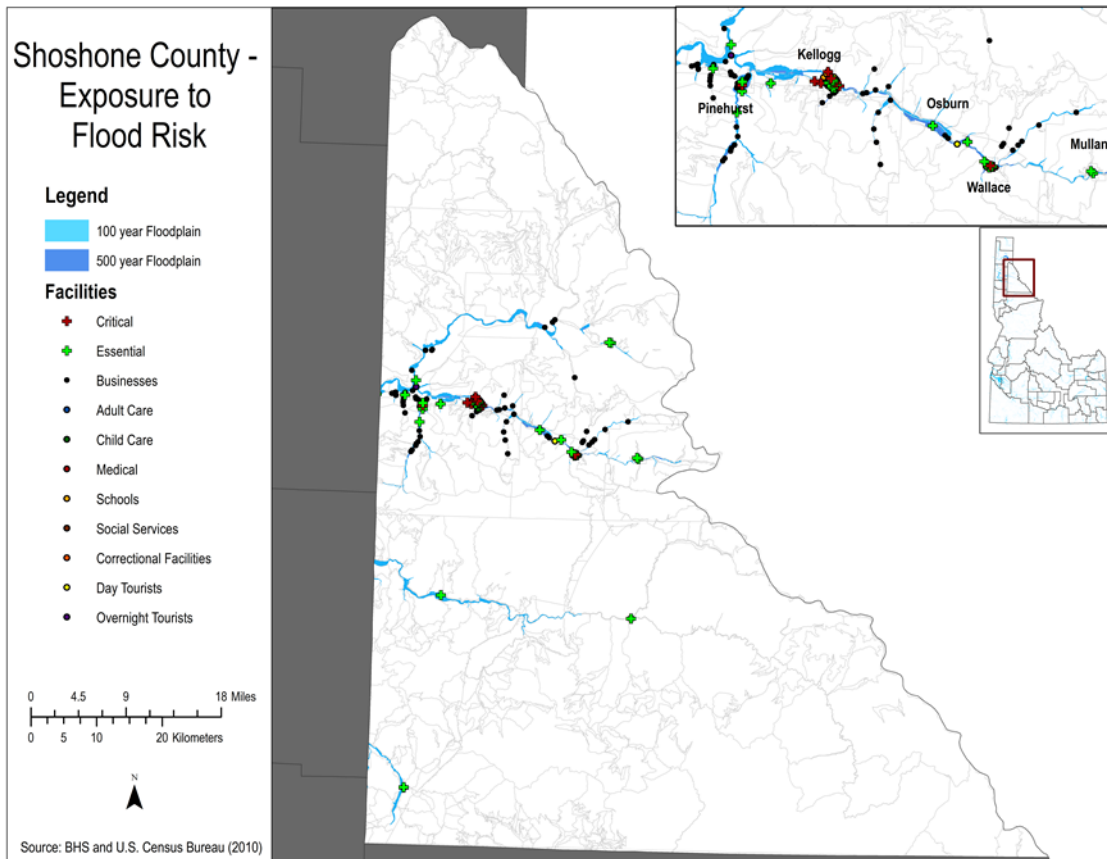 Shoshone County -
Exposure to
Flood Risk
Legend
100 year Floodplain
500 year Floodplain
Facilities
Critical
Essential
Businesses
Adult Care
Child Care
Medical
Schools
Social Services
Correctional Facilities
Day Tourists
Overnight Tourists
0 4.5 9 18 Miles
0 5 10 20 Kilometers
N
Source: BHS and U.S. Census Bureau (2010)
Kellogg
Pinehurst
Osburn
Mullan
Wallace